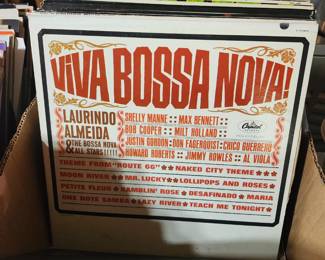 VIVA BOSSA NOVA!
LAURINDO
ALMEIDA
& THE BOSSA NOVA
ALL STARS!!!!!
SHELLY MANNE :: MAX BENNETT
BOB COOPER :: MILT HOLLAND
JUSTIN GORDON :: DON FAGERQUIST :: CHICO GUERRERO
HOWARD ROBERTS :: JIMMY ROWLES :: AL VIOLA
Capitol
THEME FROM "ROUTE 66" ★ NAKED CITY THEME ★★
MOON RIVER ★ MR. LUCKY ★★ LOLLIPOPS AND ROSES ★
PETITE FLEUR ★ RAMBLIN' ROSE ★ DESAFINADO ★ MARIA
ONE NOTE SAMBA ★ LAZY RIVER ★ TEACH ME TONIGHT ★